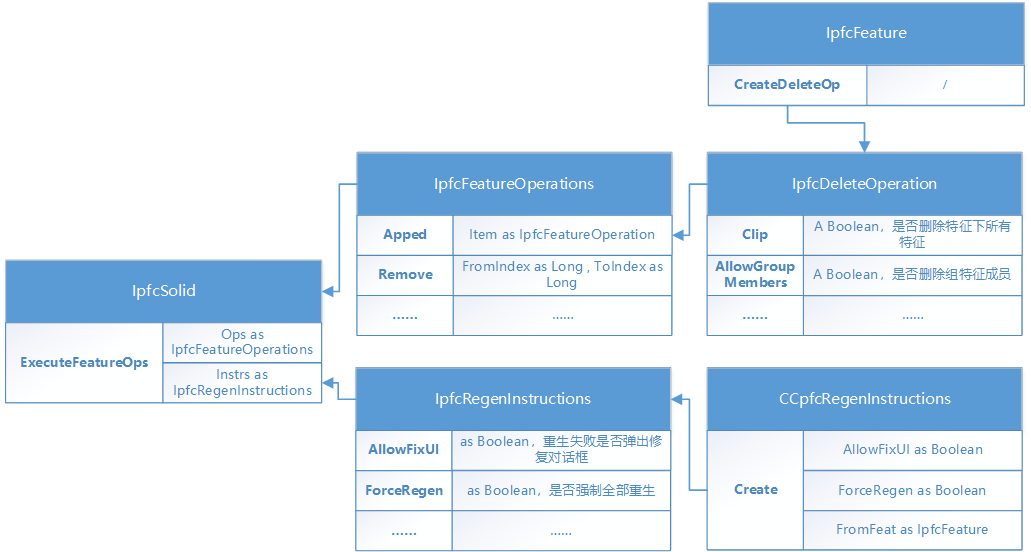 IpfcFeature
CreateDeleteOp
/
IpfcFeatureOperations
Apped
Item as IpfcFeatureOperation
Remove
FromIndex as Long , ToIndex as
Long
......
......
IpfcDeleteOperation
Clip
A Boolean，是否删除特征下所有
特征
AllowGroup
Members
A Boolean，是否删除组特征成员
......
......
IpfcSolid
ExecuteFeatureOps
Ops as
IpfcFeatureOperations
Instrs as
IpfcRegenInstructions
IpfcRegenInstructions
AllowFixUI
as Boolean，重生失败是否弹出修
复对话框
ForceRegen
as Boolean，是否强制全部重生
......
......
CCpfcRegenInstructions
Create
AllowFixUI as Boolean
ForceRegen as Boolean
FromFeat as IpfcFeature